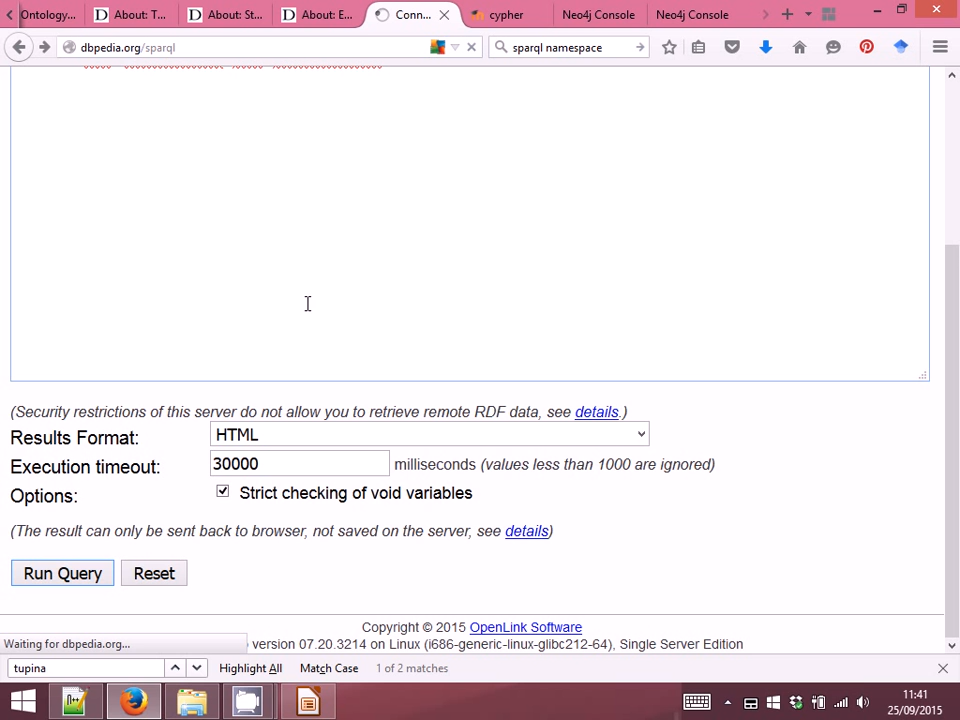 Ontology...
About: T...
About: St...
About: E...
Conn...
cypher
Neo4j Console
Neo4j Console
dbpedia.org/sparql
sparql namespace
(Security restrictions of this server do not allow you to retrieve remote RDF data, see details.)
Results Format: HTML
Execution timeout: 30000 milliseconds (values less than 1000 are ignored)
Options: Strict checking of void variables
(The result can only be sent back to browser, not saved on the server, see details)
Run Query Reset
Copyright © 2015 OpenLink Software
Waiting for dbpedia.org...
version 07.20.3214 on Linux (i686-generic-linux-glibc212-64), Single Server Edition
tupina Highlight All Match Case 1 of 2 matches
11:41
25/09/2015